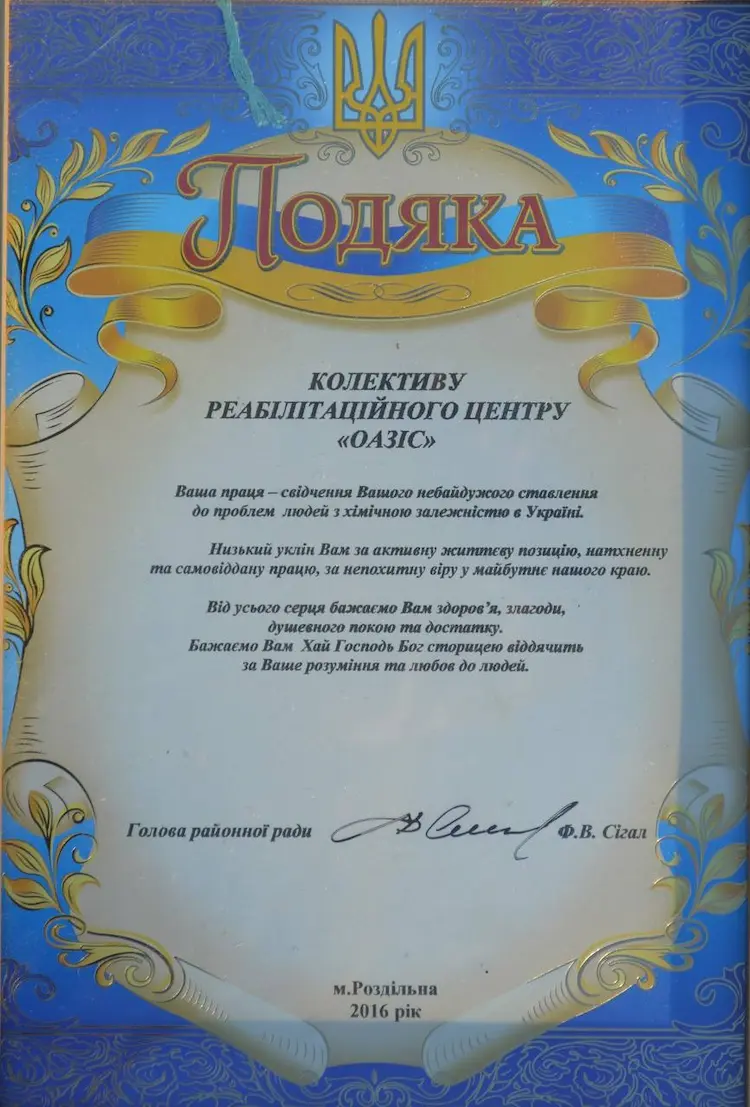 ПОДЯКА
КОЛЕКТИВУ
РЕАБІЛІТАЦІЙНОГО ЦЕНТРУ
«ОАЗІС»
Ваша праця – свідчення Вашого небайдужого ставлення
до проблем людей з хімічною залежністю в Україні.
Низький уклін Вам за активну життєву позицію, натхненну
та самовіддану працю, за непохитну віру у майбутнє нашого краю.
Від усього серця бажаємо Вам здоров’я, злагоди,
душевного покою та достатку.
Бажаємо Вам Хай Господь Бог сторицею віддячить
за Ваше розуміння та любов до людей.
Голова районної ради Ф.В. Сігал
м.Роздільна
2016 рік